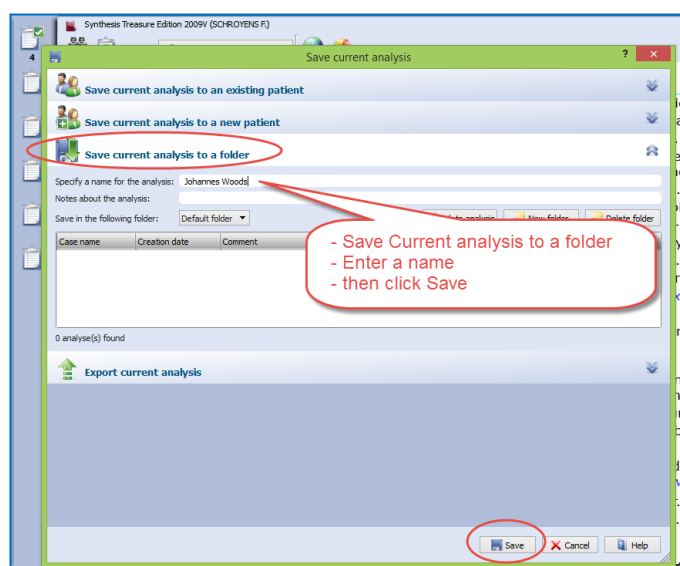 Synthesis Treasure Edition 2009V (SCHROYENS F.)
4
Save current analysis
?
Save current analysis to an existing patient
Save current analysis to a new patient
Save current analysis to a folder
Specify a name for the analysis: Johannes Woods
Notes about the analysis:
Save in the following folder: Default folder
analysis New folder Delete folder
Case name Creation date Comment
- Save Current analysis to a folder
- Enter a name
- then click Save
0 analyse(s) found
Export current analysis
Save Cancel Help